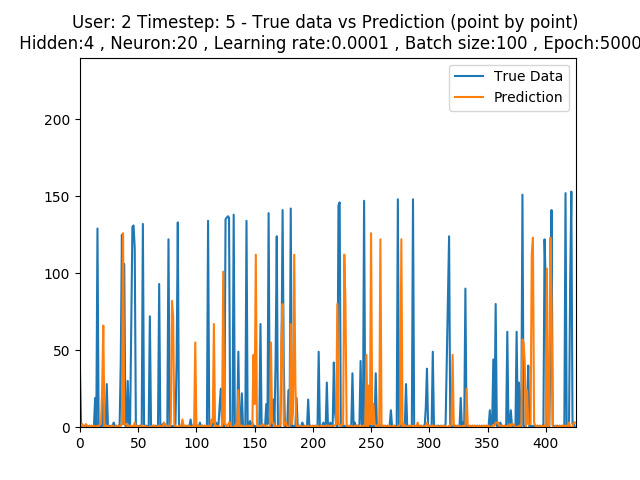 User: 2 Timestep: 5 - True data vs Prediction (point by point)
Hidden:4 , Neuron:20 , Learning rate:0.0001 , Batch size:100 , Epoch:5000
True Data
Prediction
200
150
100
50
0
0 50 100 150 200 250 300 350 400